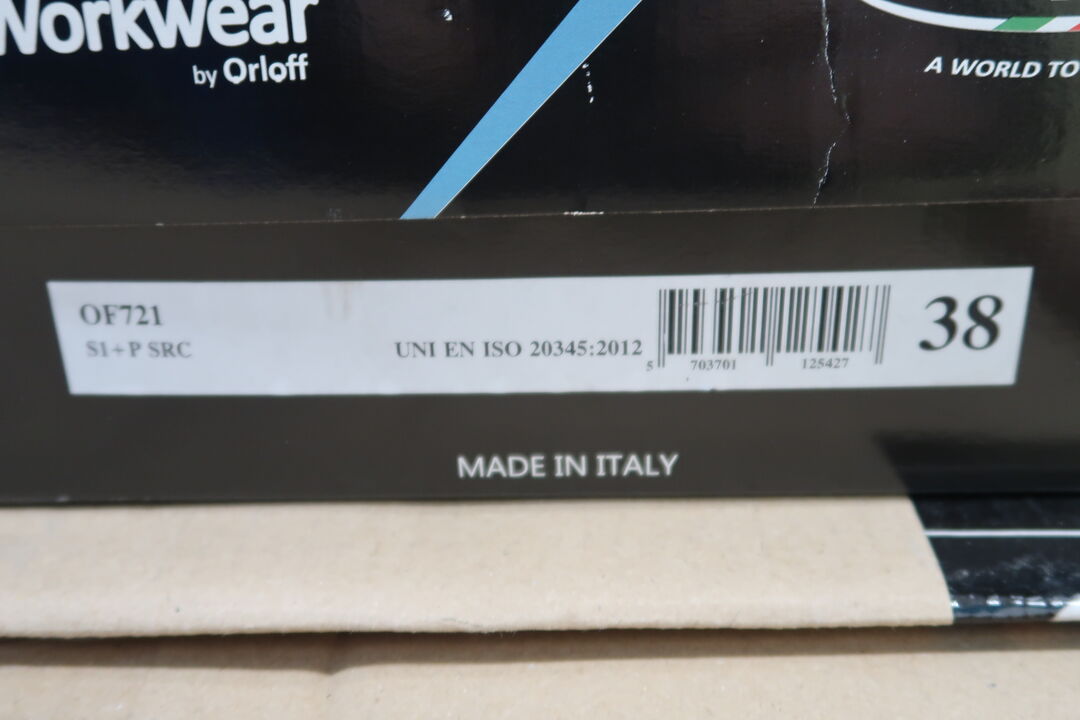 Workwear
by Orloff
A WORLD TO
OF721
S1+P SRC
UNI EN ISO 20345:2012
5 703701 125427
38
MADE IN ITALY